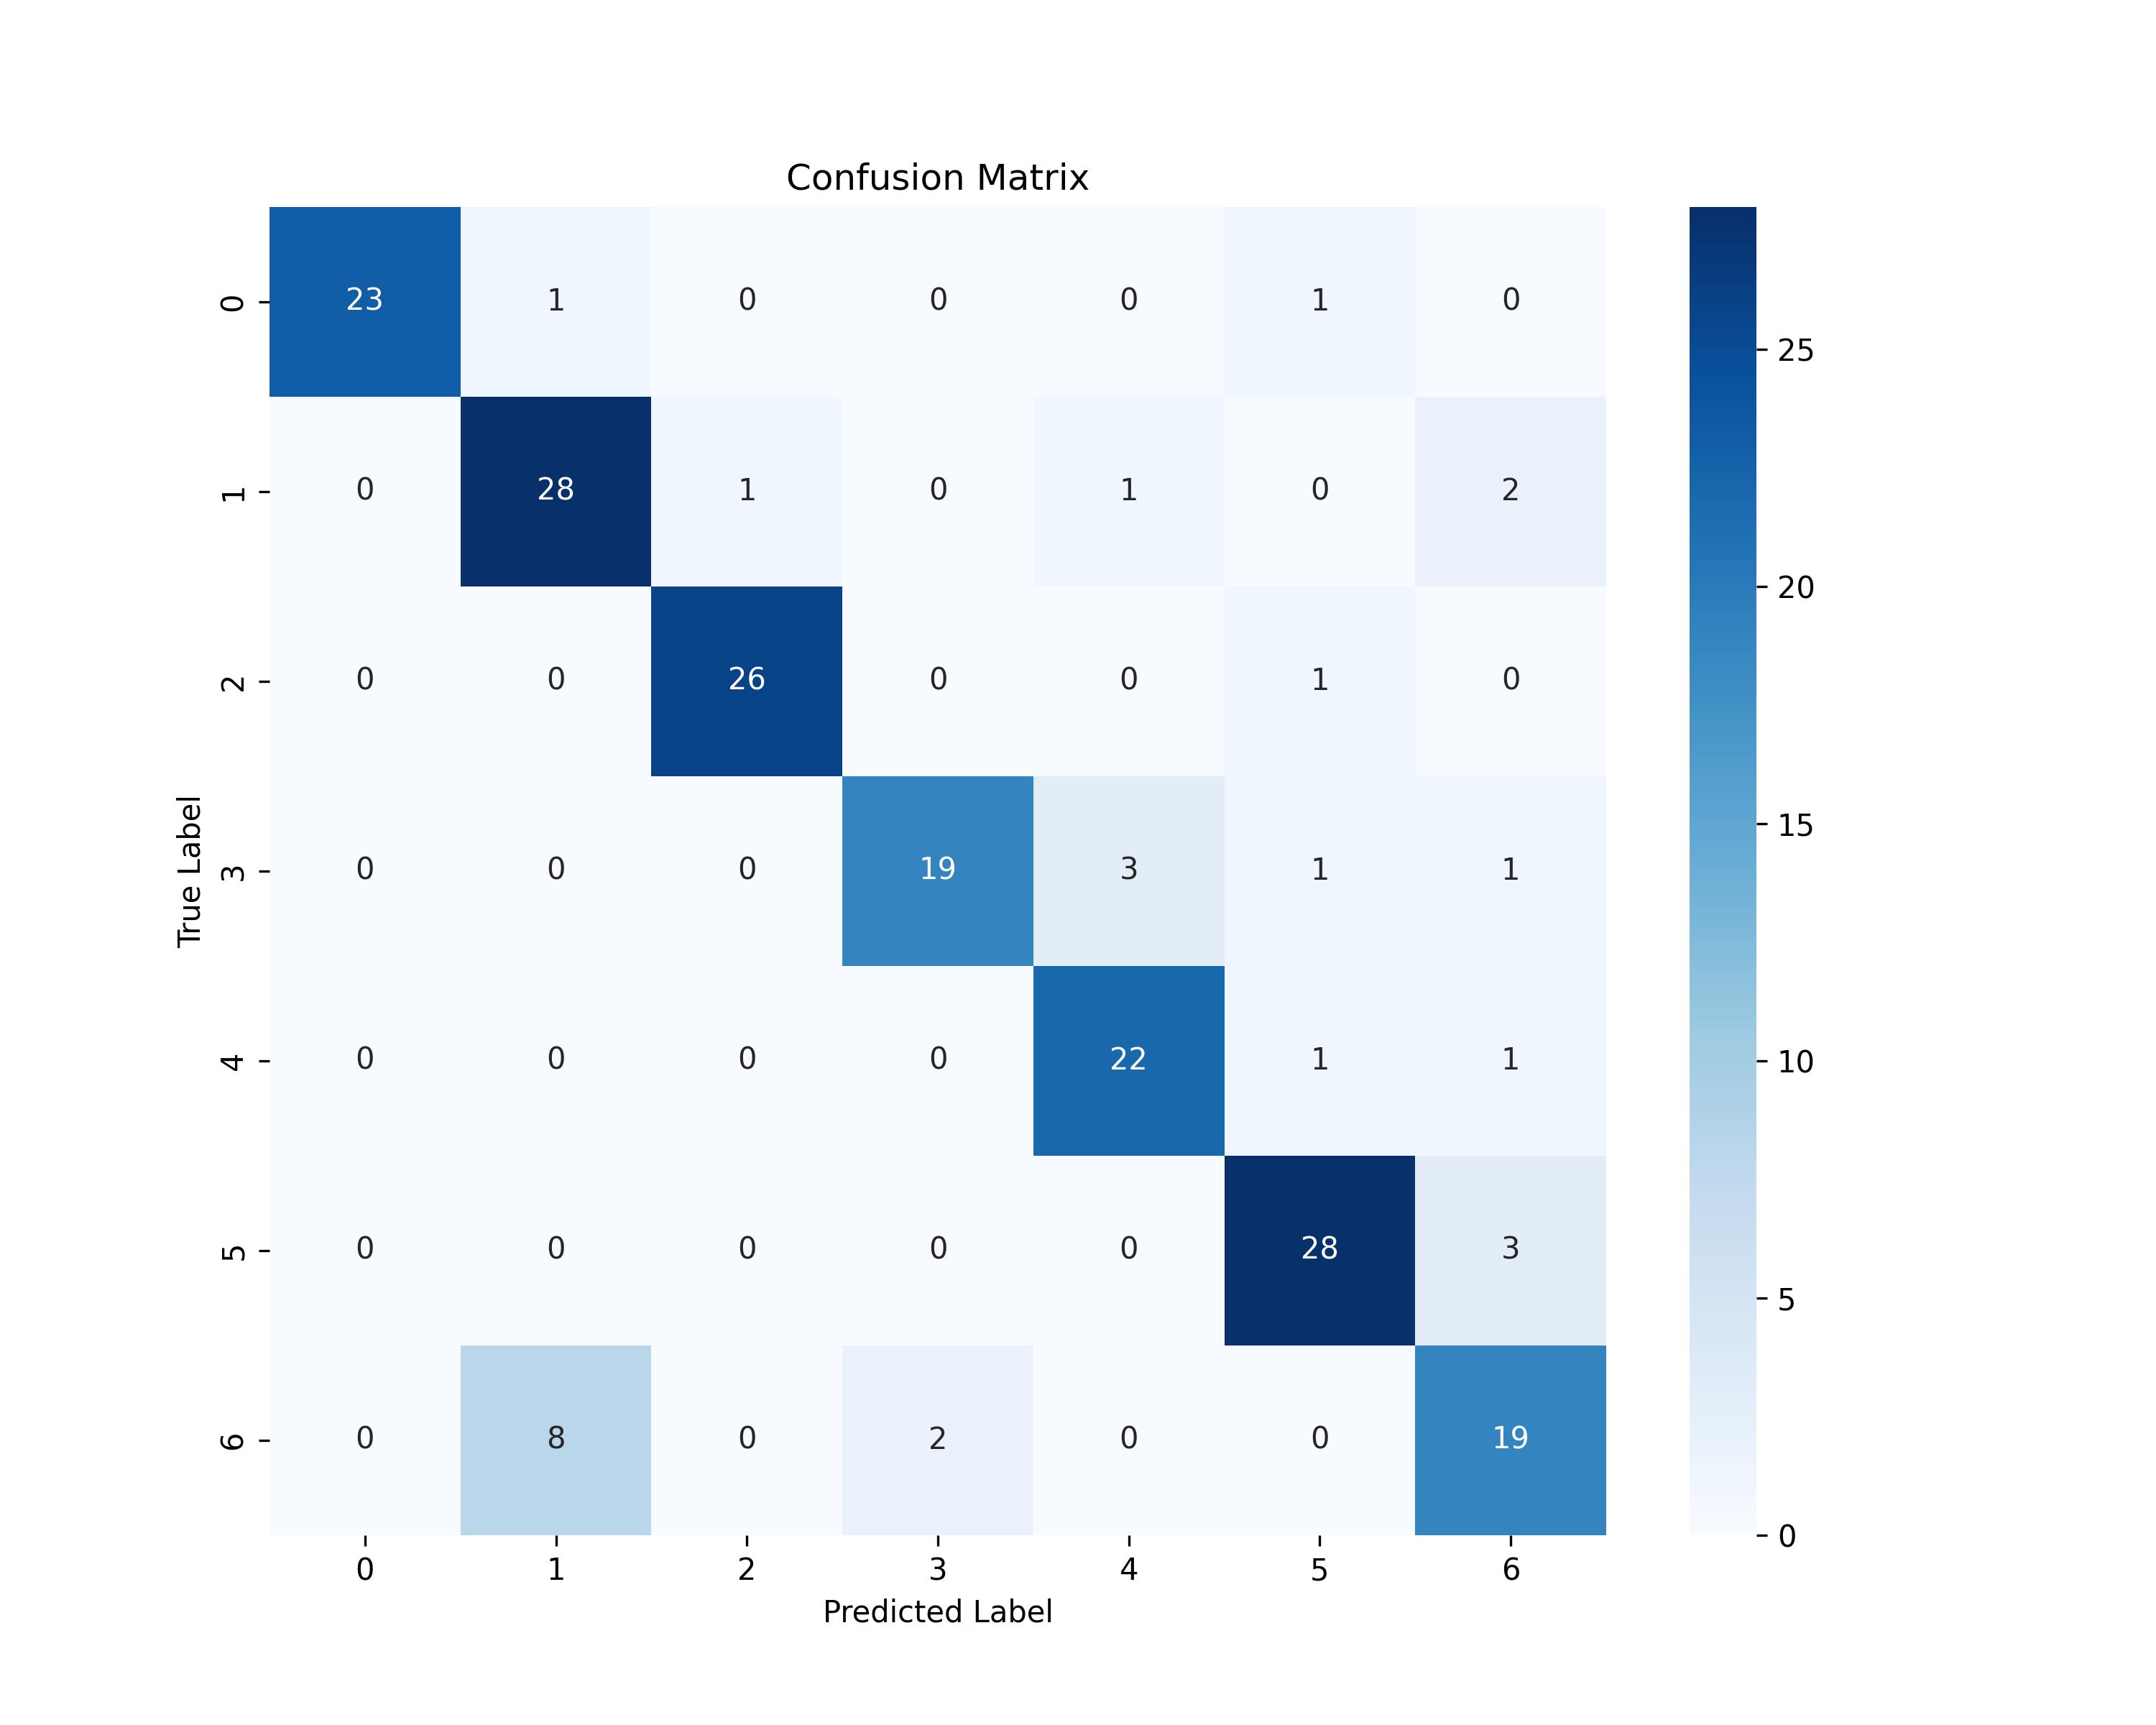 Confusion Matrix
0 23 1 0 0 0 1 0
1 0 28 1 0 1 0 2
2 0 0 26 0 0 1 0
3 0 0 0 19 3 1 1
4 0 0 0 0 22 1 1
5 0 0 0 0 0 28 3
6 0 8 0 2 0 0 19
0 1 2 3 4 5 6
True Label
Predicted Label
25
20
15
10
5
0